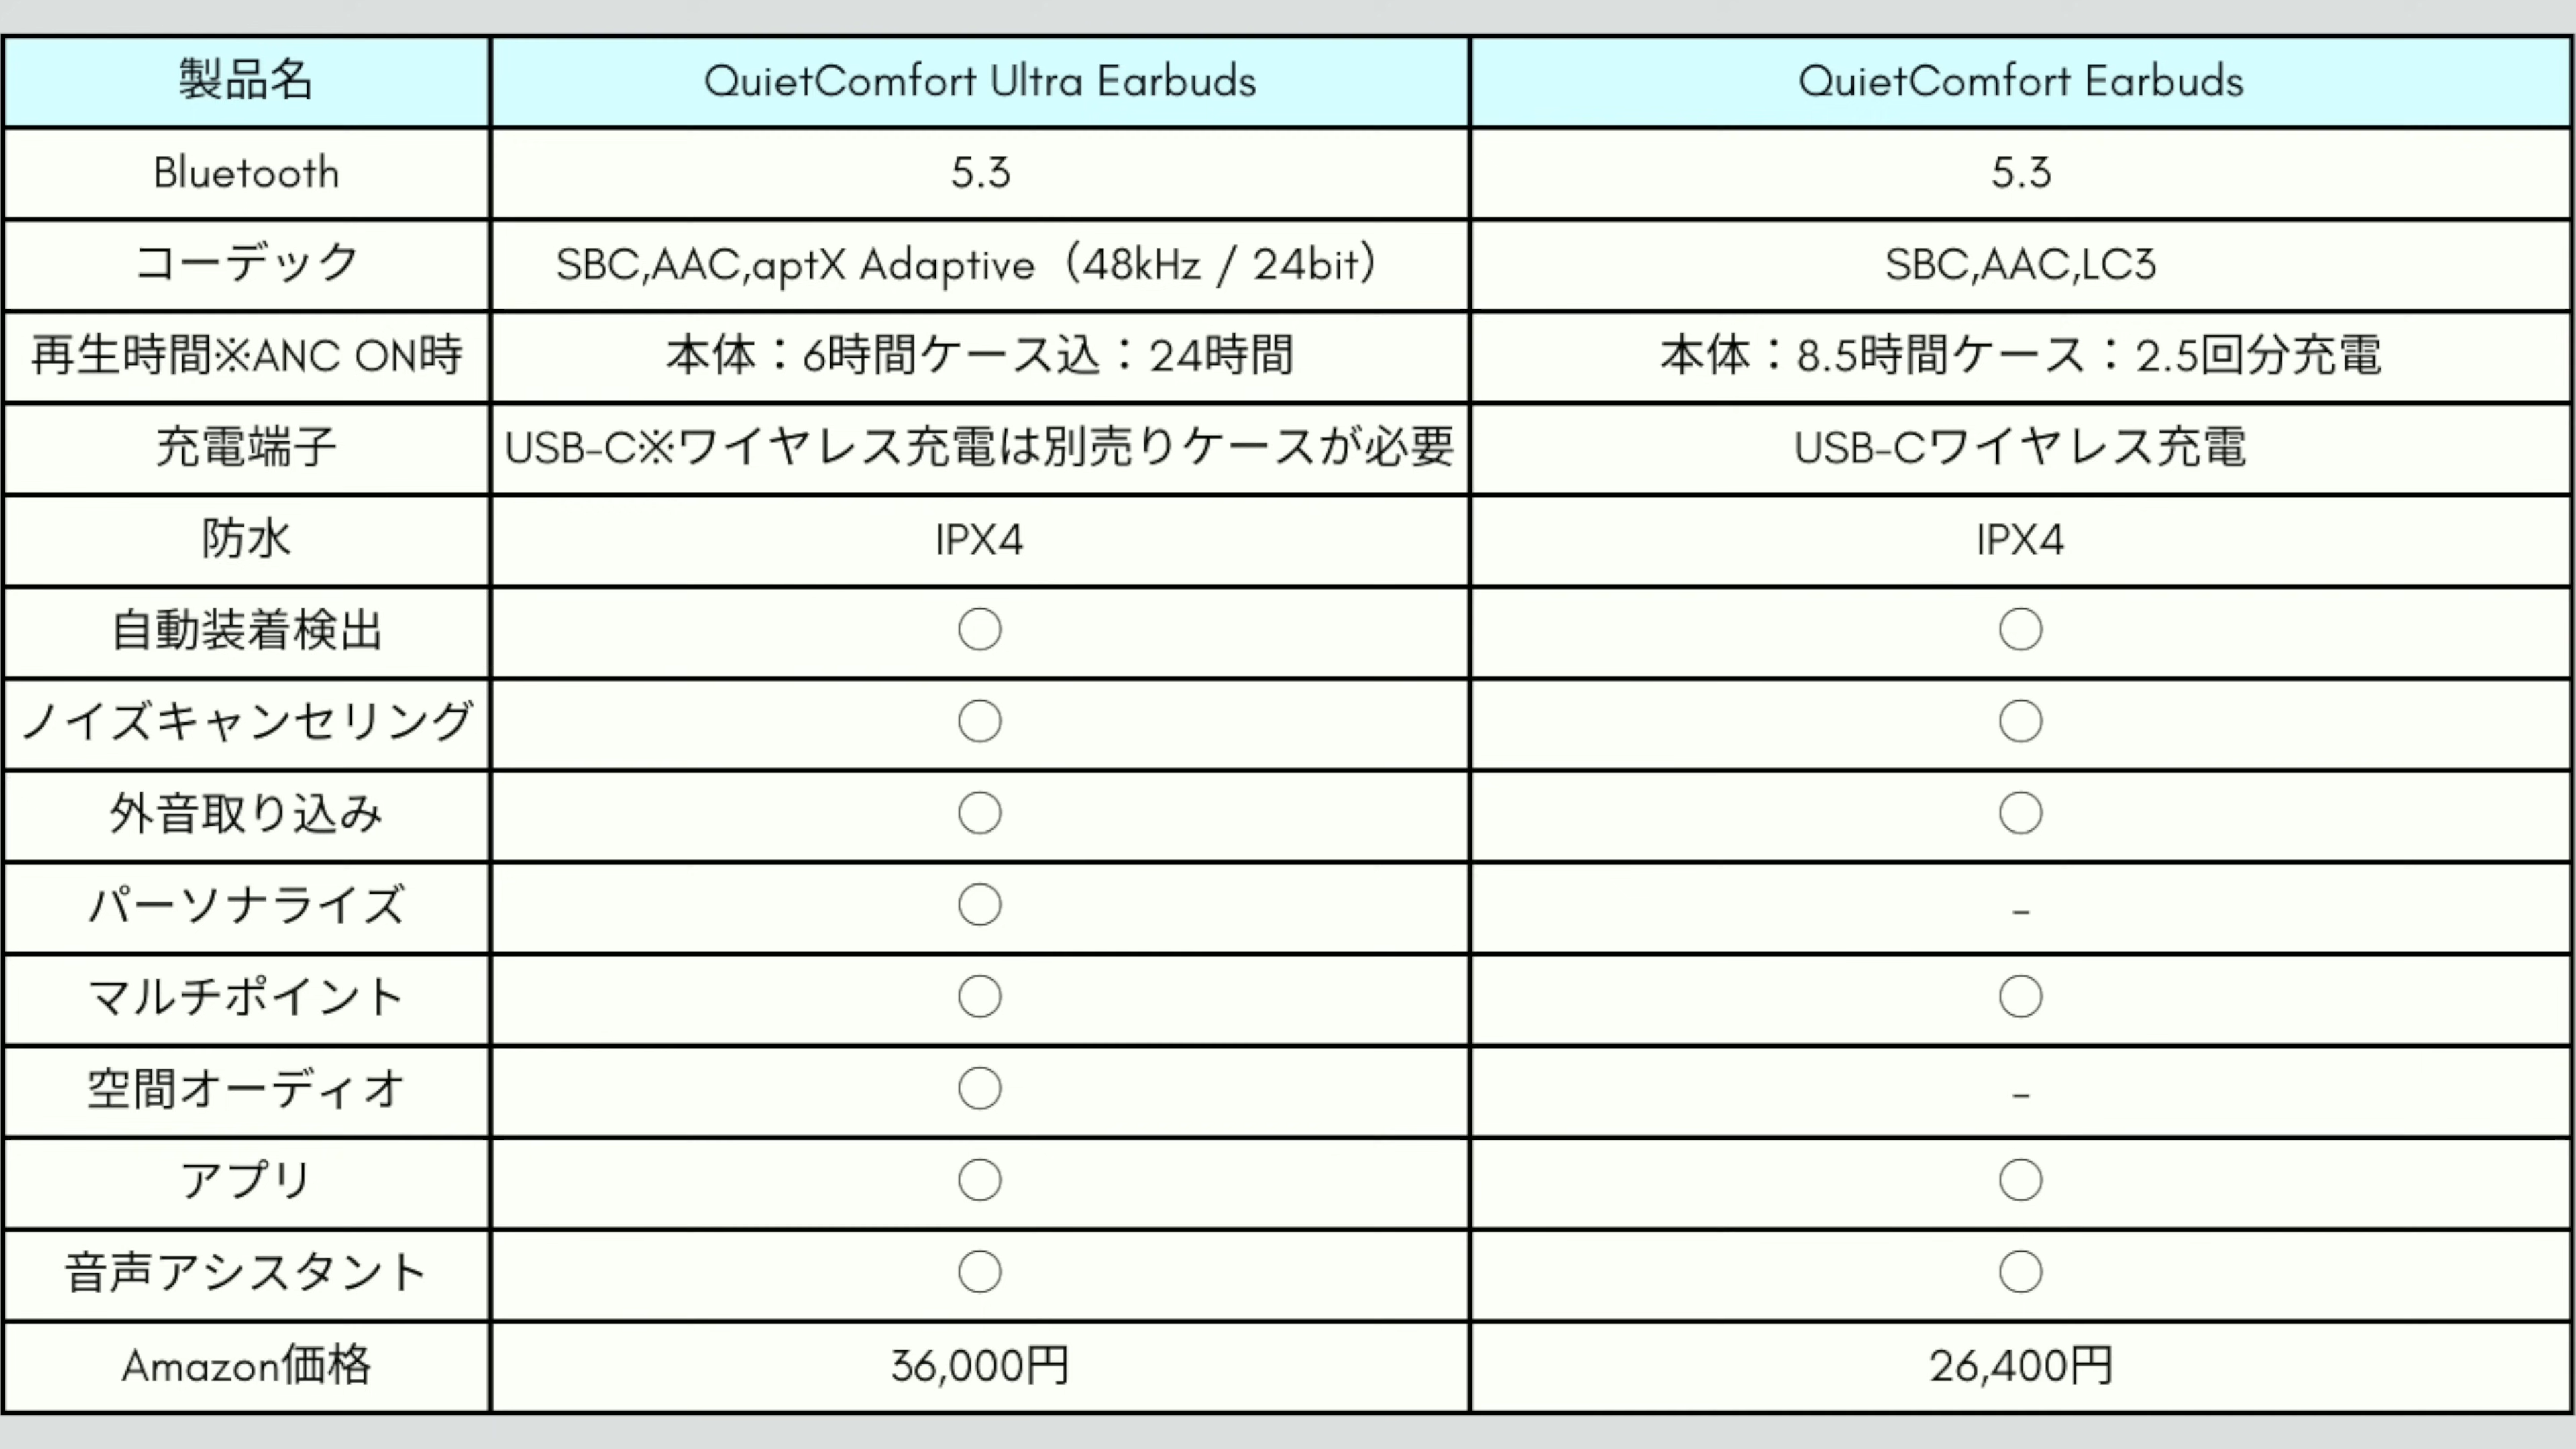 製品名 QuietComfort Ultra Earbuds QuietComfort Earbuds
Bluetooth 5.3 5.3
コーデック SBC,AAC,aptX Adaptive（48kHz / 24bit） SBC,AAC,LC3
再生時間※ANC ON時 本体：6時間ケース込：24時間 本体：8.5時間ケース：2.5回分充電
充電端子 USB-C※ワイヤレス充電は別売りケースが必要 USB-Cワイヤレス充電
防水 IPX4 IPX4
自動装着検出 ○ ○
ノイズキャンセリング ○ ○
外音取り込み ○ ○
パーソナライズ ○ -
マルチポイント ○ ○
空間オーディオ ○ -
アプリ ○ ○
音声アシスタント ○ ○
Amazon価格 36,000円 26,400円